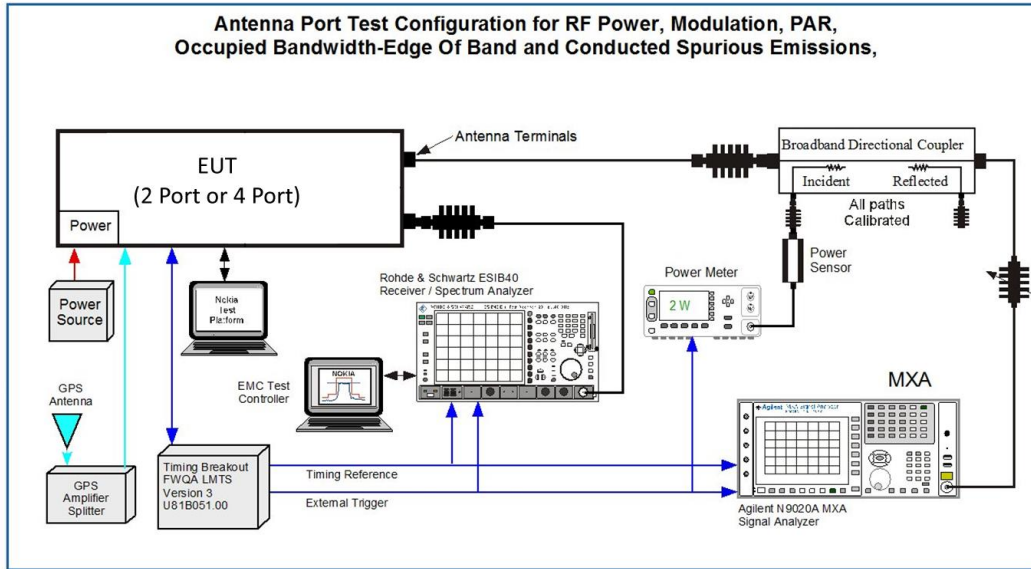 Antenna Port Test Configuration for RF Power, Modulation, PAR,
Occupied Bandwidth-Edge Of Band and Conducted Spurious Emissions,
Antenna Terminals
EUT
(2 Port or 4 Port)
Power
Broadband Directional Coupler
Incident
Reflected
All paths
Calibrated
Power
Sensor
Power
Source
Nokia
Test
Platform
Rohde & Schwartz ESIB40
Receiver / Spectrum Analyzer
Power Meter
2 W
GPS
Antenna
EMC Test
Controller
NOKIA
MXA
Agilent
GPS
Amplifier
Splitter
Timing Breakout
FWQA LMTS
Version 3
U81B051.00
Timing Reference
External Trigger
Agilent N9020A MXA
Signal Analyzer